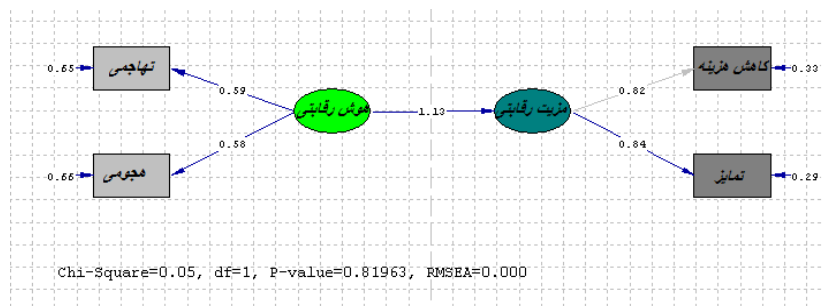 تهاجمی
0.65
0.59
هوش رقابتی
1.13
مزیت رقابتی
0.82
کاهش هزینه
0.33
هجومی
0.66
0.58
0.84
تمایز
0.29
Chi-Square=0.05, df=1, P-value=0.81963, RMSEA=0.000